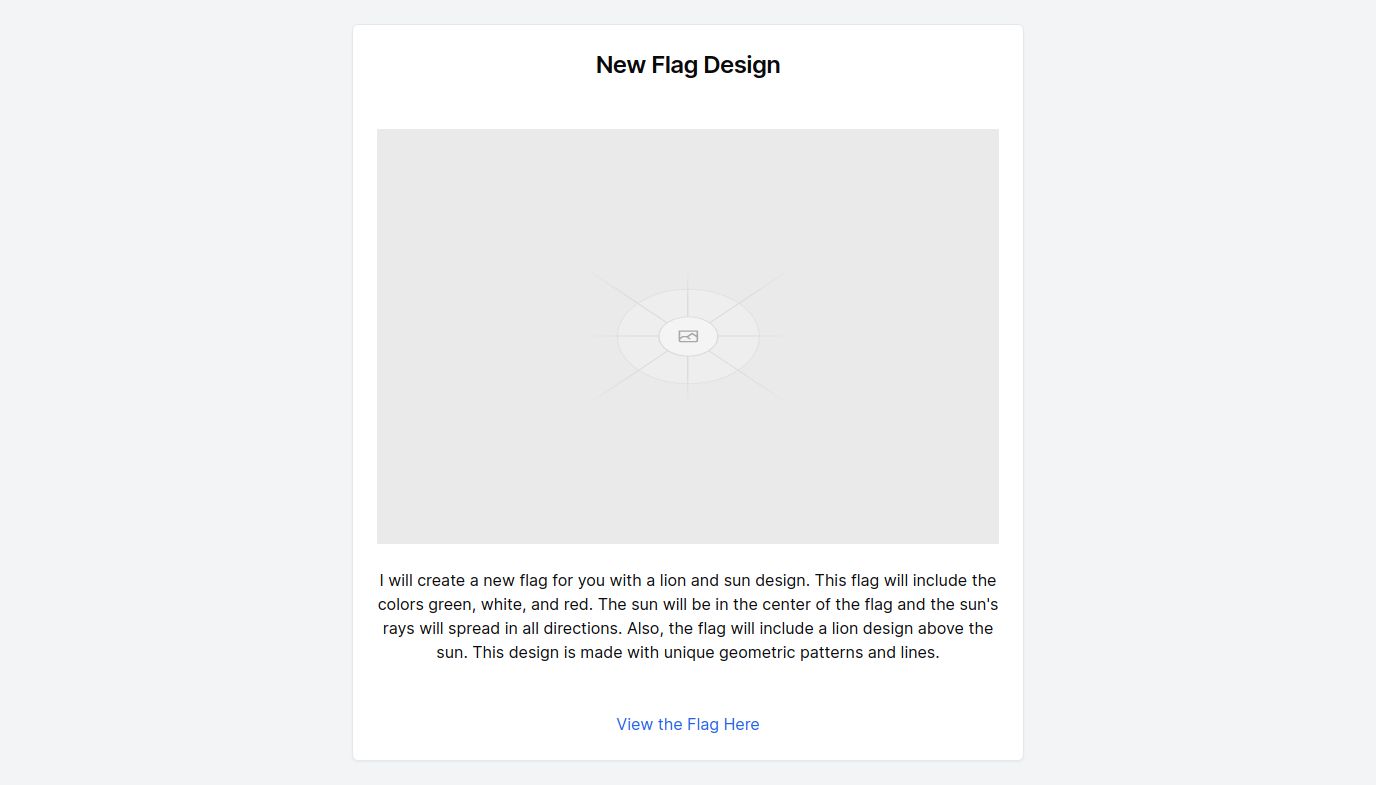 New Flag Design
I will create a new flag for you with a lion and sun design. This flag will include the
colors green, white, and red. The sun will be in the center of the flag and the sun's
rays will spread in all directions. Also, the flag will include a lion design above the
sun. This design is made with unique geometric patterns and lines.
View the Flag Here